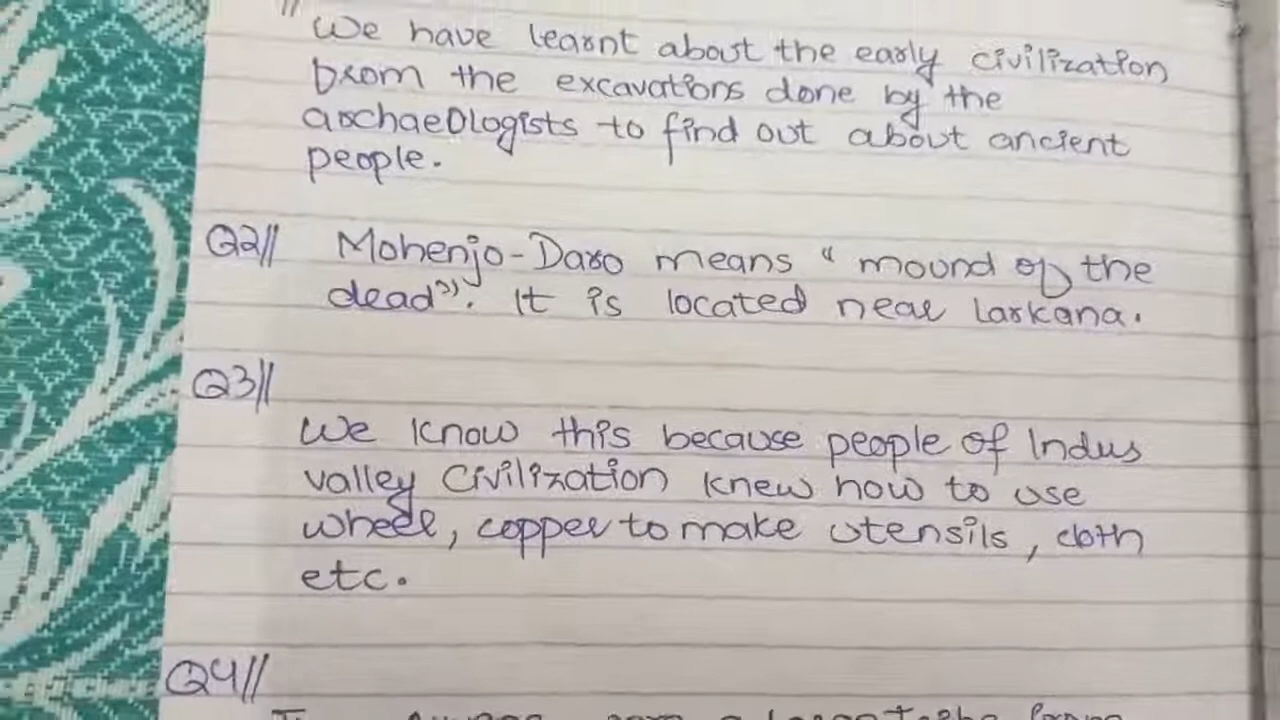 We have learnt about the early civilization
from the excavations done by the
archaeologists to find out about ancient
people.
Q2// Mohenjo-Daro means "mound of the
dead". It is located near Larkana.
Q3//
We know this because people of Indus
valley Civilization knew how to use
wheel, copper to make utensils, cloth
etc.
Q4//